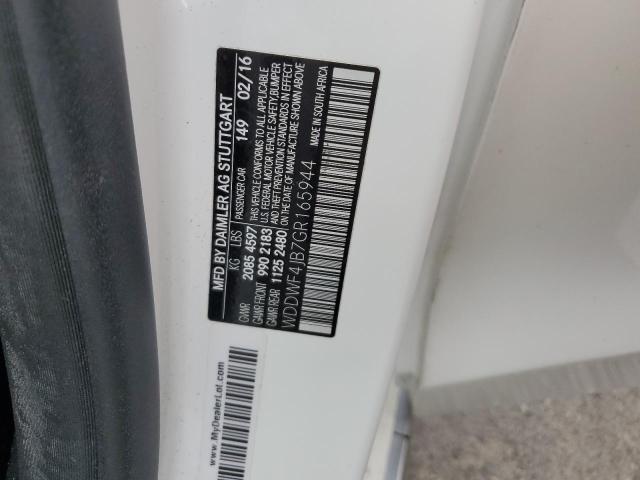 MFD BY DAIMLER AG STUTTGART
KG LBS PASSENGER CAR 149 02/16
GVWR 2085 4597 THIS VEHICLE CONFORMS TO ALL APPLICABLE
GAWR FRONT 990 2183 U.S. FEDERAL MOTOR VEHICLE SAFETY,BUMPER
GAWR REAR 1125 2480 AND THEFT PREVENTION STANDARDS IN EFFECT
ON THE DATE OF MANUFACTURE SHOWN ABOVE
WDDWF4JB7GR165944 MADE IN SOUTH AFRICA
www.MyDealerLot.com